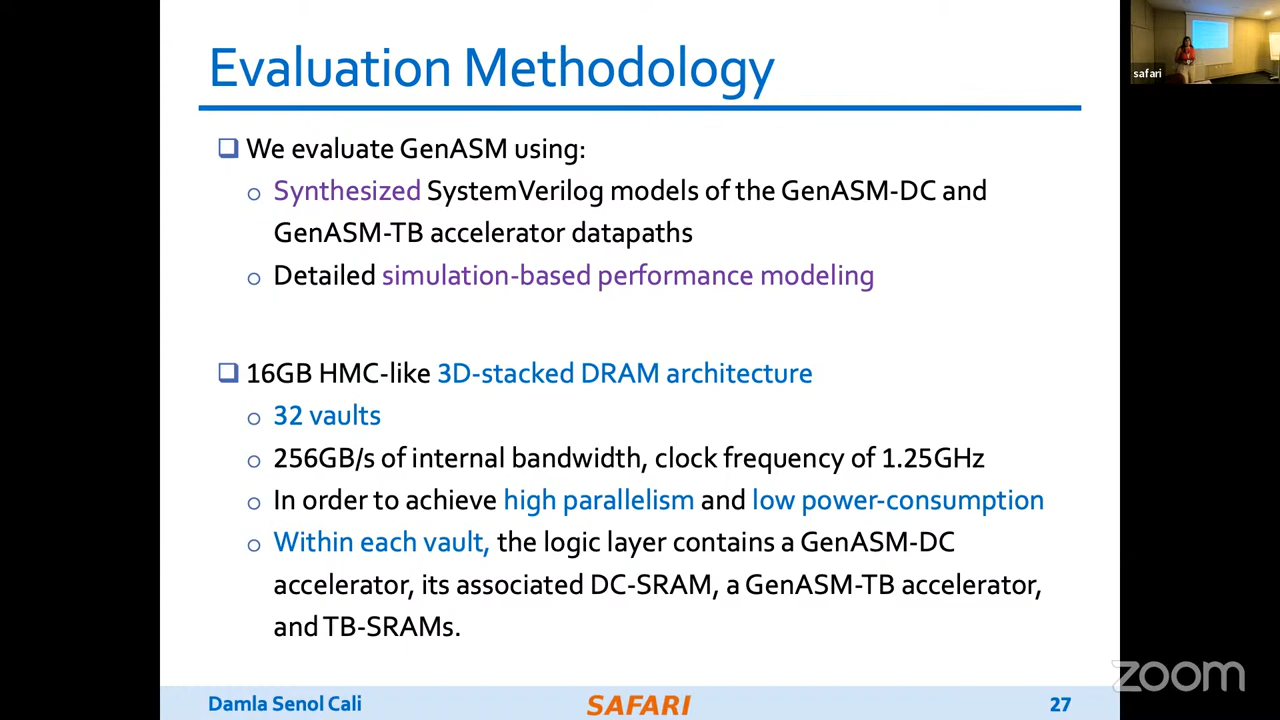 Evaluation Methodology
safari
We evaluate GenASM using:
Synthesized SystemVerilog models of the GenASM-DC and
GenASM-TB accelerator datapaths
Detailed simulation-based performance modeling
16GB HMC-like 3D-stacked DRAM architecture
32 vaults
256GB/s of internal bandwidth, clock frequency of 1.25GHz
In order to achieve high parallelism and low power-consumption
Within each vault, the logic layer contains a GenASM-DC
accelerator, its associated DC-SRAM, a GenASM-TB accelerator,
and TB-SRAMs.
zoom
Damla Senol Cali
SAFARI
27